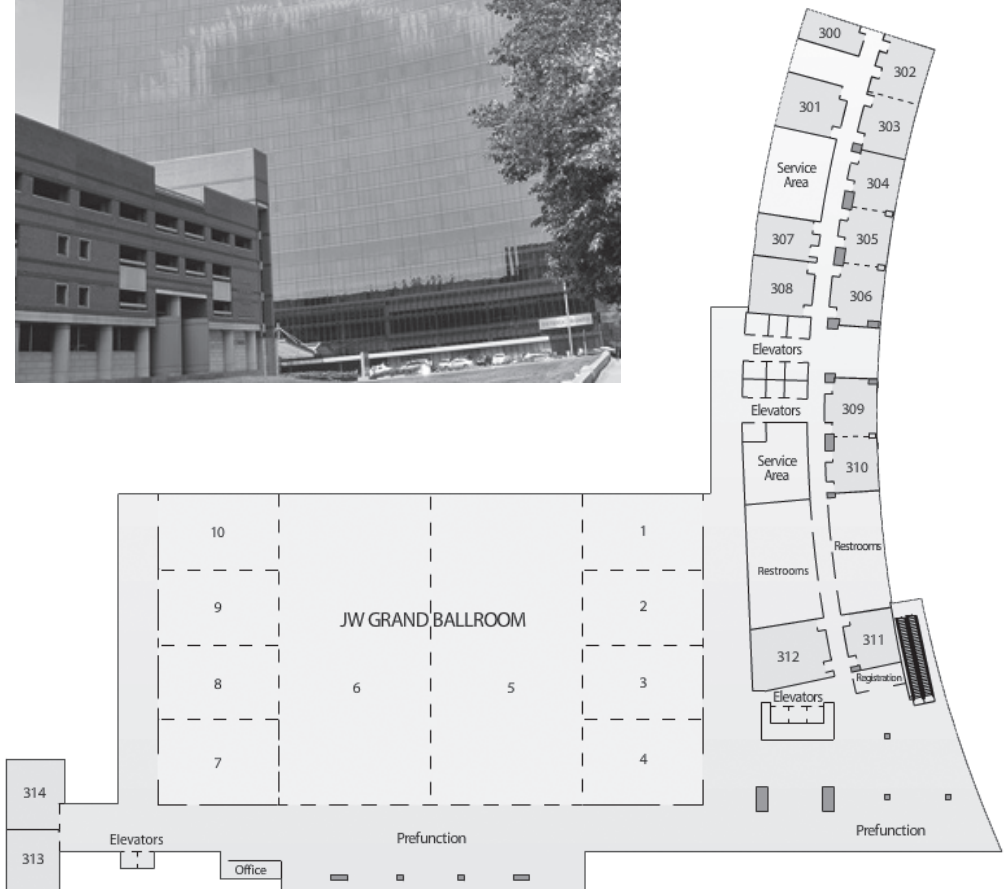 300
302
301
303
Service
Area
304
307
305
308
306
Elevators
Elevators
309
Service
Area
310
Restrooms
Restrooms
312
311
Registration
Elevators
10
1
9
2
JW GRAND BALLROOM
8
6
5
3
7
4
314
313
Elevators
Office
Prefunction
Prefunction